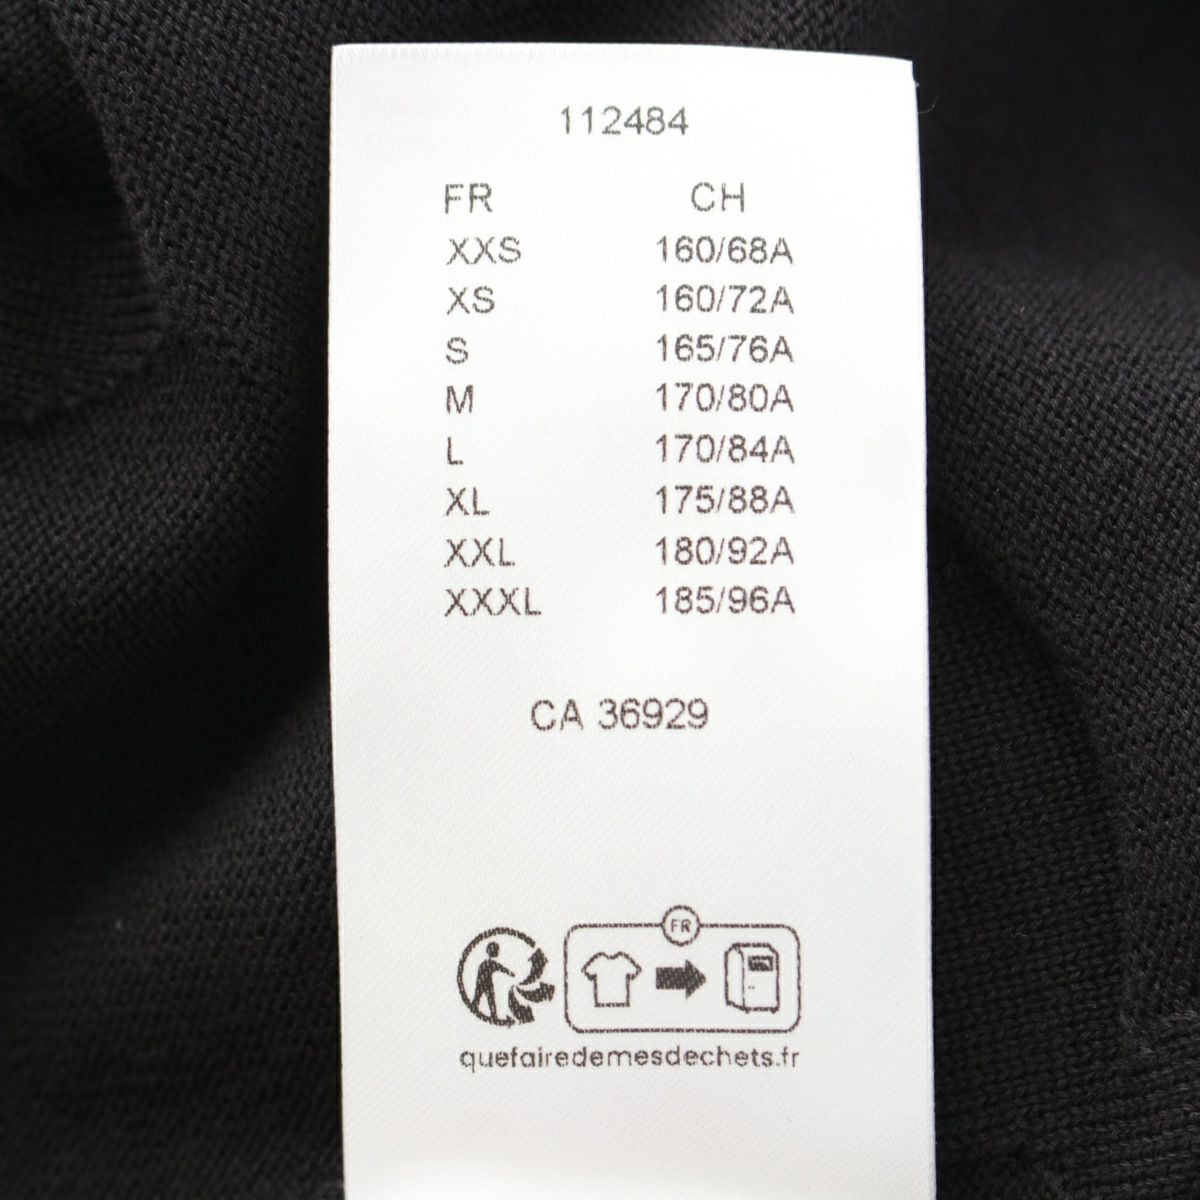 112484
FR CH
XXS 160/68A
XS 160/72A
S 165/76A
M 170/80A
L 170/84A
XL 175/88A
XXL 180/92A
XXXL 185/96A
CA 36929
FR
quefairedemesdechets.fr